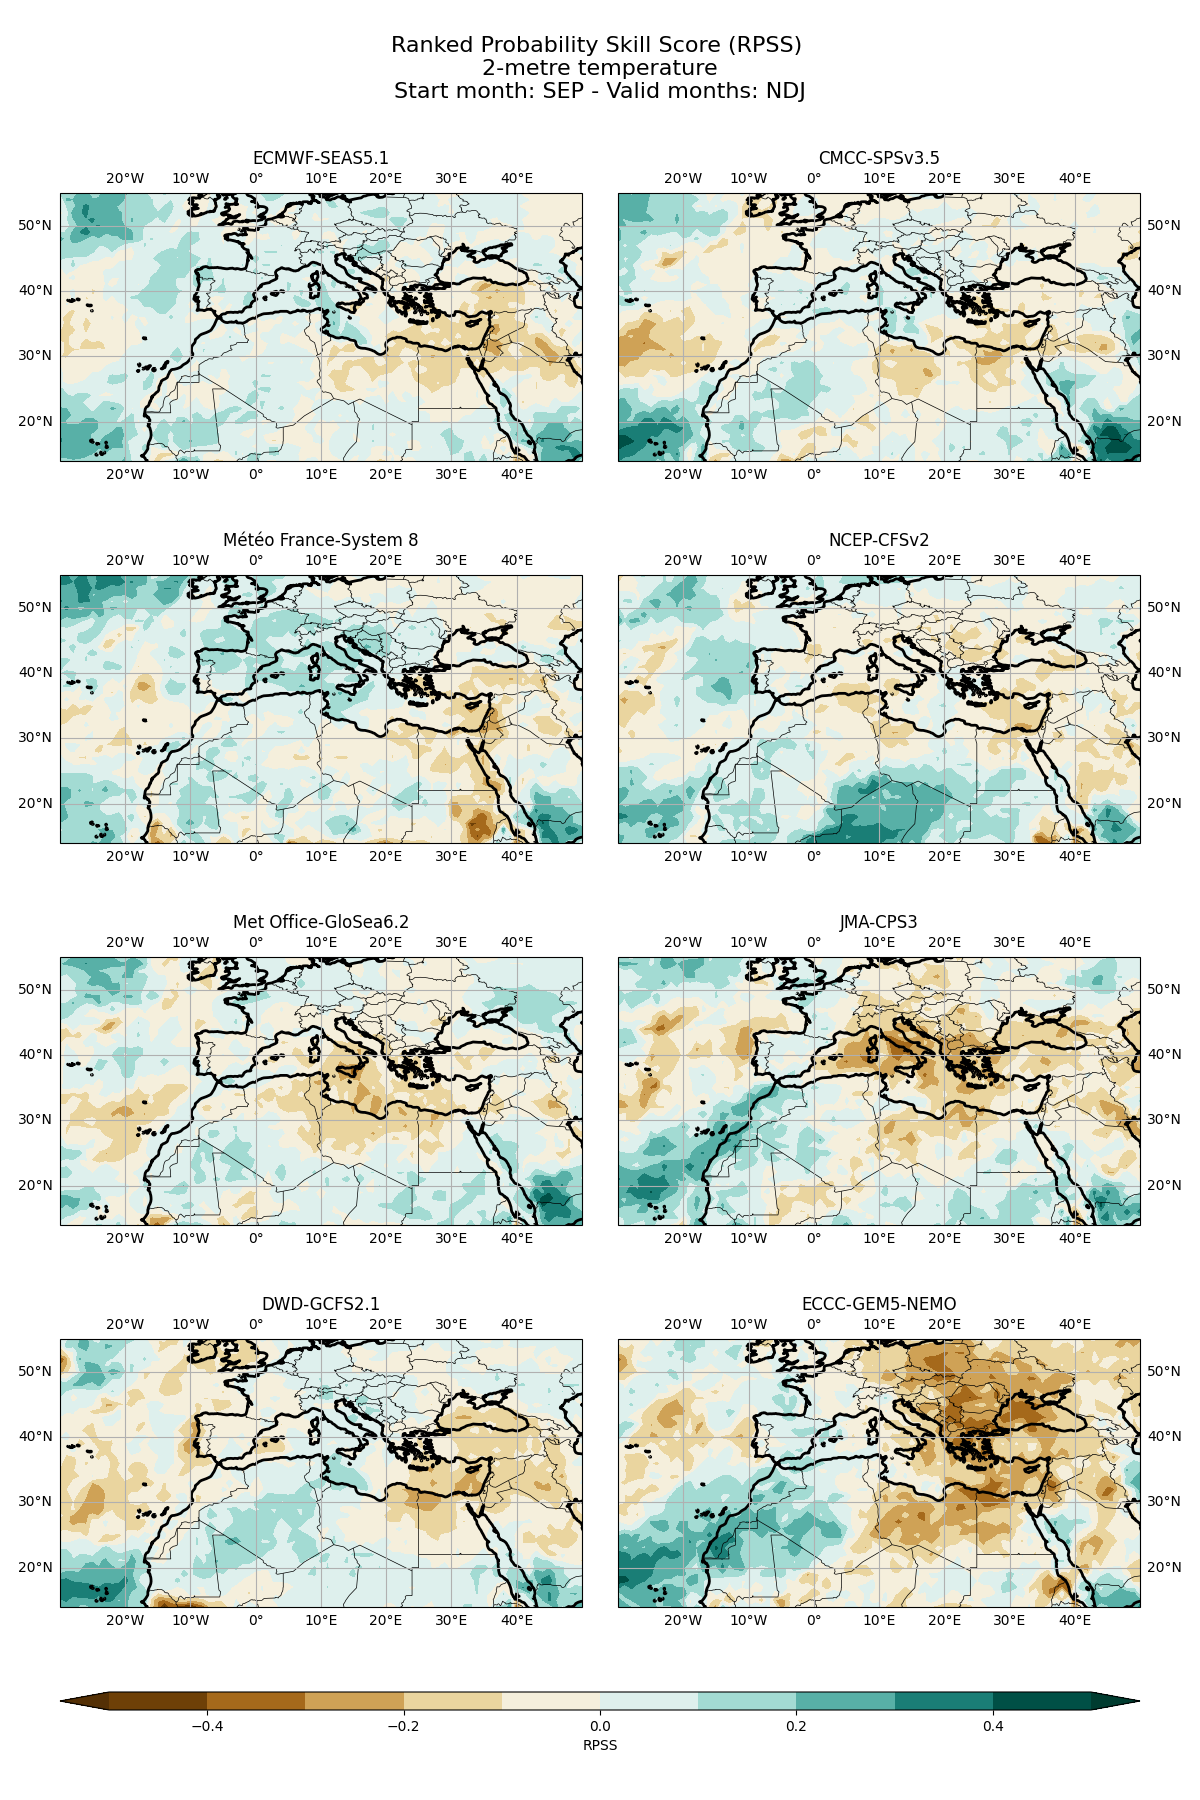 Ranked Probability Skill Score (RPSS)
2-metre temperature
Start month: SEP - Valid months: NDJ
ECMWF-SEAS5.1
20°W 10°W 0° 10°E 20°E 30°E 40°E
50°N
40°N
30°N
20°N
20°W 10°W 0° 10°E 20°E 30°E 40°E
CMCC-SPSv3.5
20°W 10°W 0° 10°E 20°E 30°E 40°E
50°N
40°N
30°N
20°N
20°W 10°W 0° 10°E 20°E 30°E 40°E
Météo France-System 8
20°W 10°W 0° 10°E 20°E 30°E 40°E
50°N
40°N
30°N
20°N
20°W 10°W 0° 10°E 20°E 30°E 40°E
NCEP-CFSv2
20°W 10°W 0° 10°E 20°E 30°E 40°E
50°N
40°N
30°N
20°N
20°W 10°W 0° 10°E 20°E 30°E 40°E
Met Office-GloSea6.2
20°W 10°W 0° 10°E 20°E 30°E 40°E
50°N
40°N
30°N
20°N
20°W 10°W 0° 10°E 20°E 30°E 40°E
JMA-CPS3
20°W 10°W 0° 10°E 20°E 30°E 40°E
50°N
40°N
30°N
20°N
20°W 10°W 0° 10°E 20°E 30°E 40°E
DWD-GCFS2.1
20°W 10°W 0° 10°E 20°E 30°E 40°E
50°N
40°N
30°N
20°N
20°W 10°W 0° 10°E 20°E 30°E 40°E
ECCC-GEM5-NEMO
20°W 10°W 0° 10°E 20°E 30°E 40°E
50°N
40°N
30°N
20°N
20°W 10°W 0° 10°E 20°E 30°E 40°E
−0.4 −0.2 0.0 0.2 0.4
RPSS